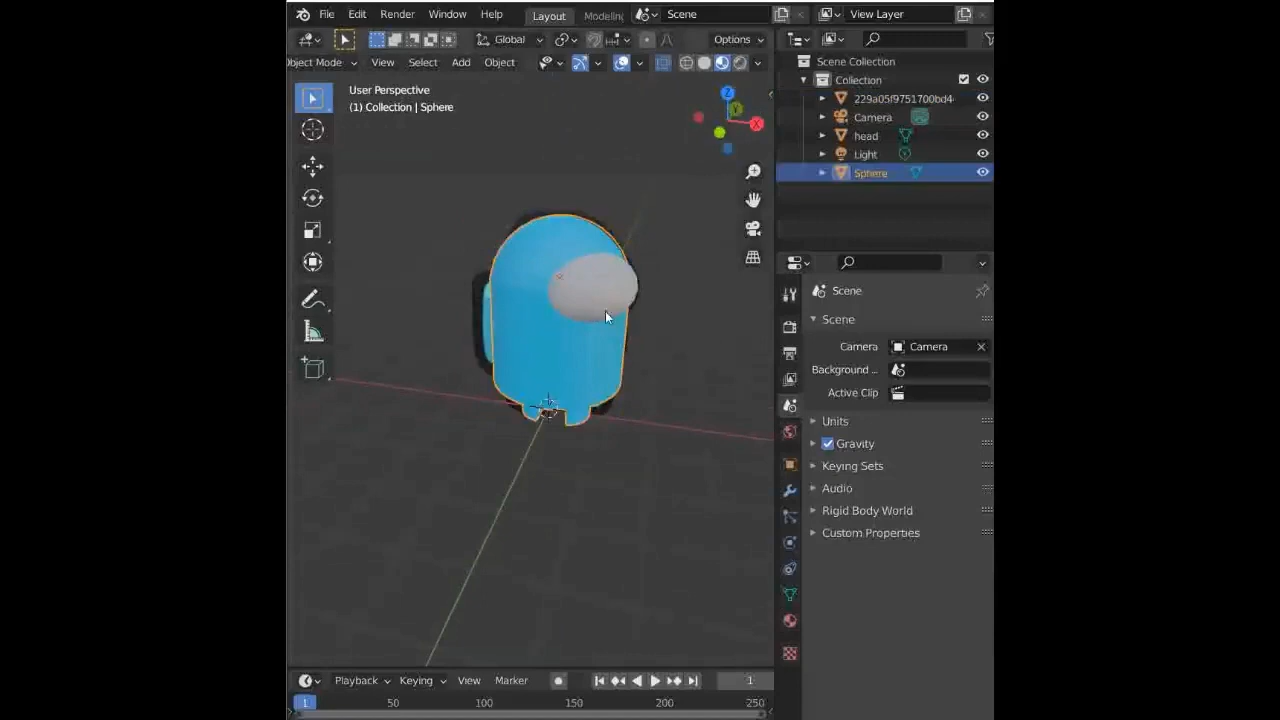 File Edit Render Window Help Layout Modeling Scene View Layer
Global Options
Object Mode View Select Add Object
User Perspective
(1) Collection | Sphere
Z
Y
X
Scene Collection
Collection
229a05f9751700bd4
Camera
head
Light
Sphere
Scene
Scene
Camera Camera
Background ...
Active Clip
Units
Gravity
Keying Sets
Audio
Rigid Body World
Custom Properties
Playback Keying View Marker 1
1 50 100 150 200 250